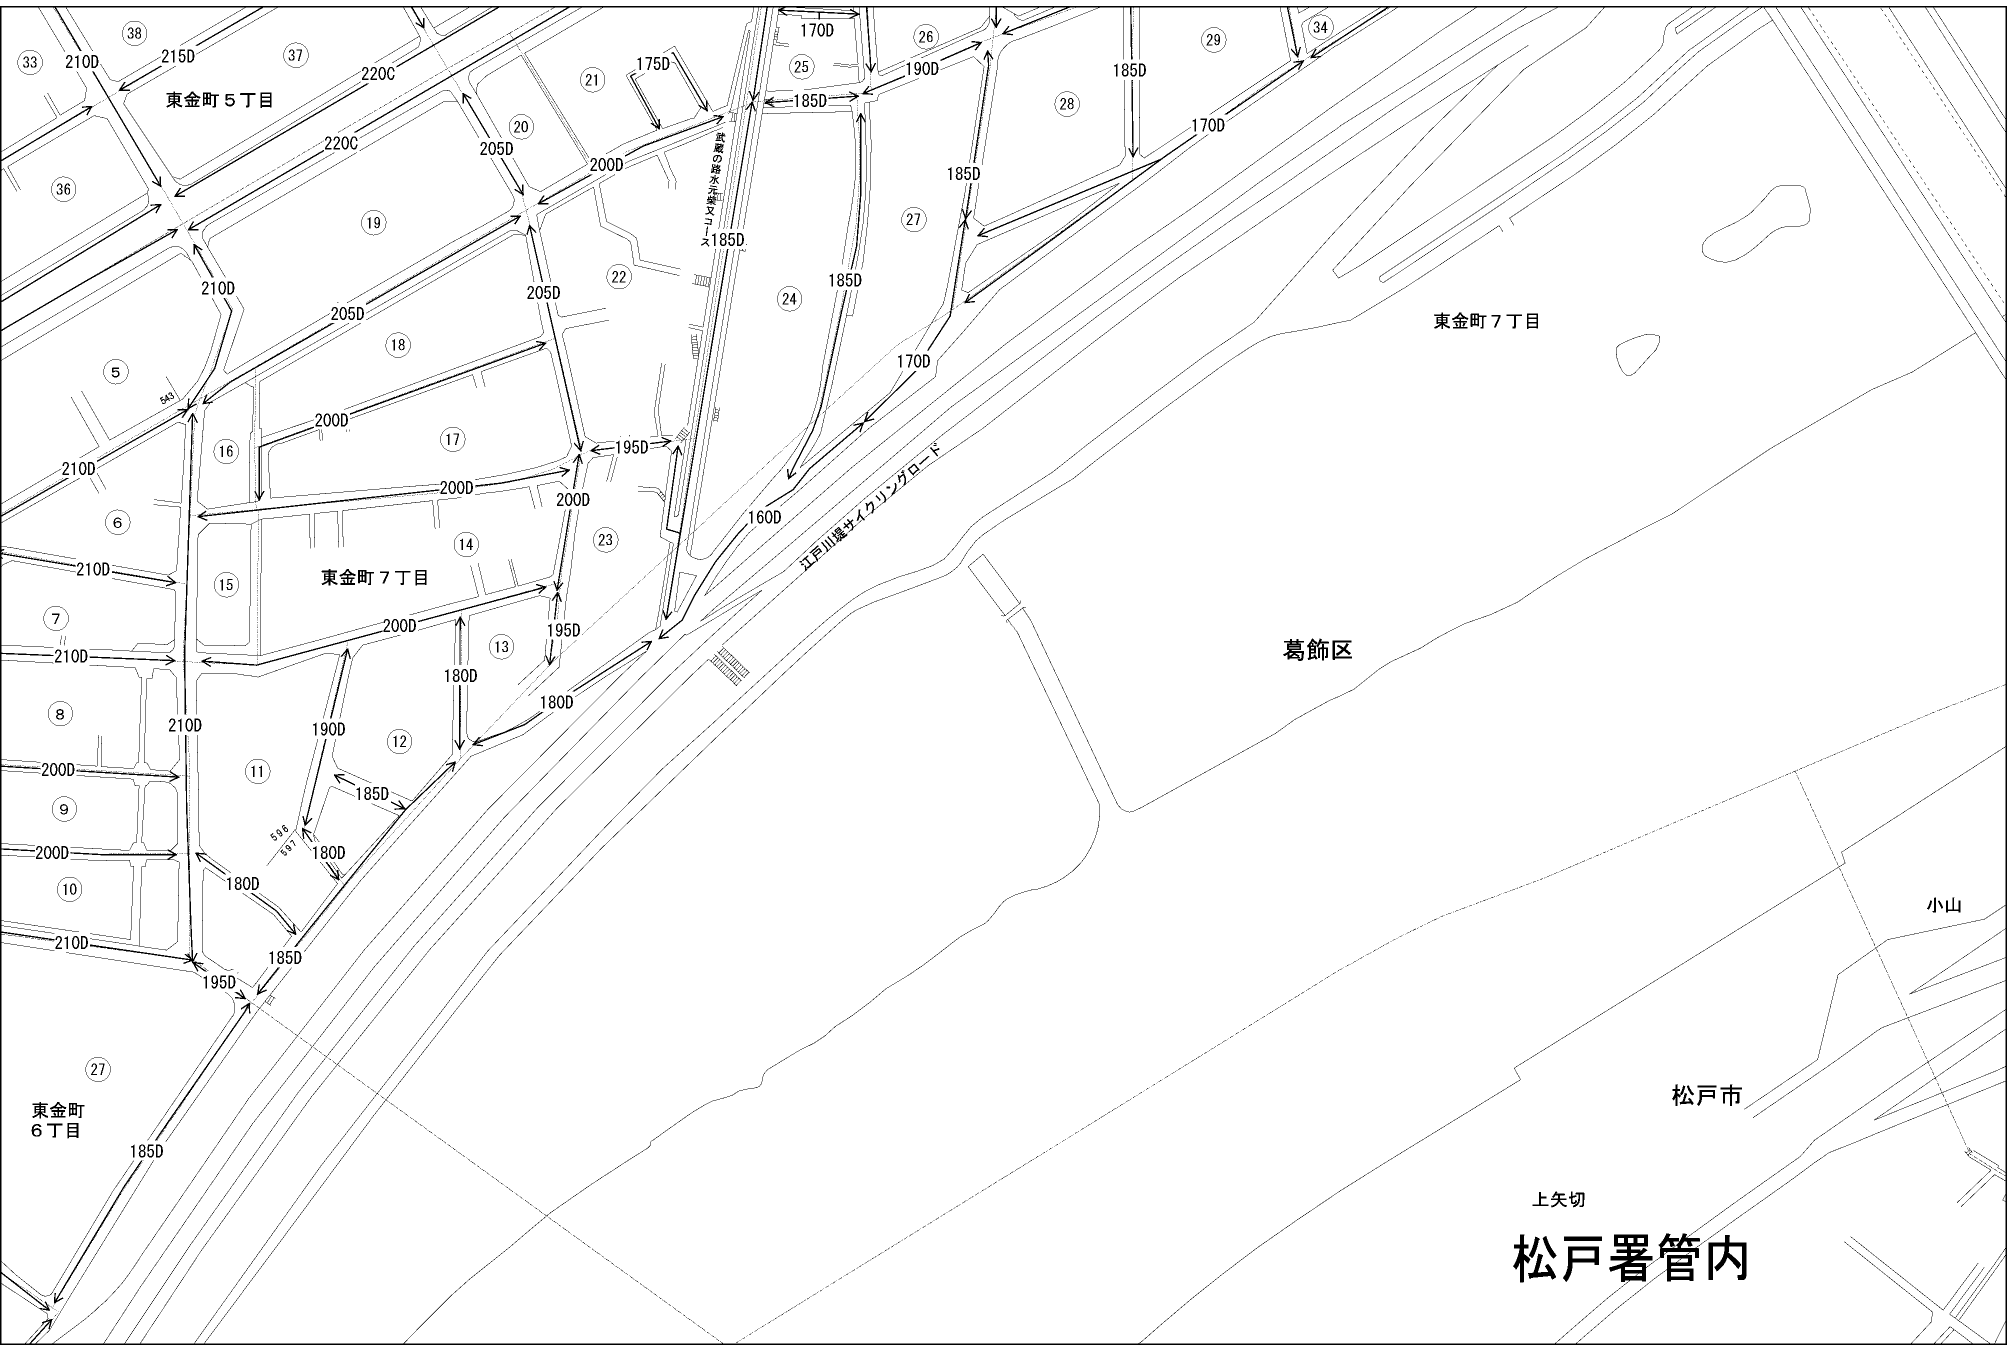 38
37
33
210D
215D
220C
東金町５丁目
36
220C
19
210D
21
175D
20
205D
200D
170D
25
185D
26
190D
29
34
185D
28
170D
武蔵の路水元柴又コース
185D
185D
27
22
205D
24
185D
205D
18
5
543
170D
東金町７丁目
200D
17
16
195D
210D
200D
200D
160D
江戸川堤サイクリングロード
6
14
23
210D
15
東金町７丁目
7
200D
13
195D
210D
180D
葛飾区
8
210D
190D
12
180D
11
200D
185D
9
596
597
180D
200D
180D
10
小山
210D
185D
195D
27
松戸市
東金町
６丁目
185D
上矢切
松戸署管内